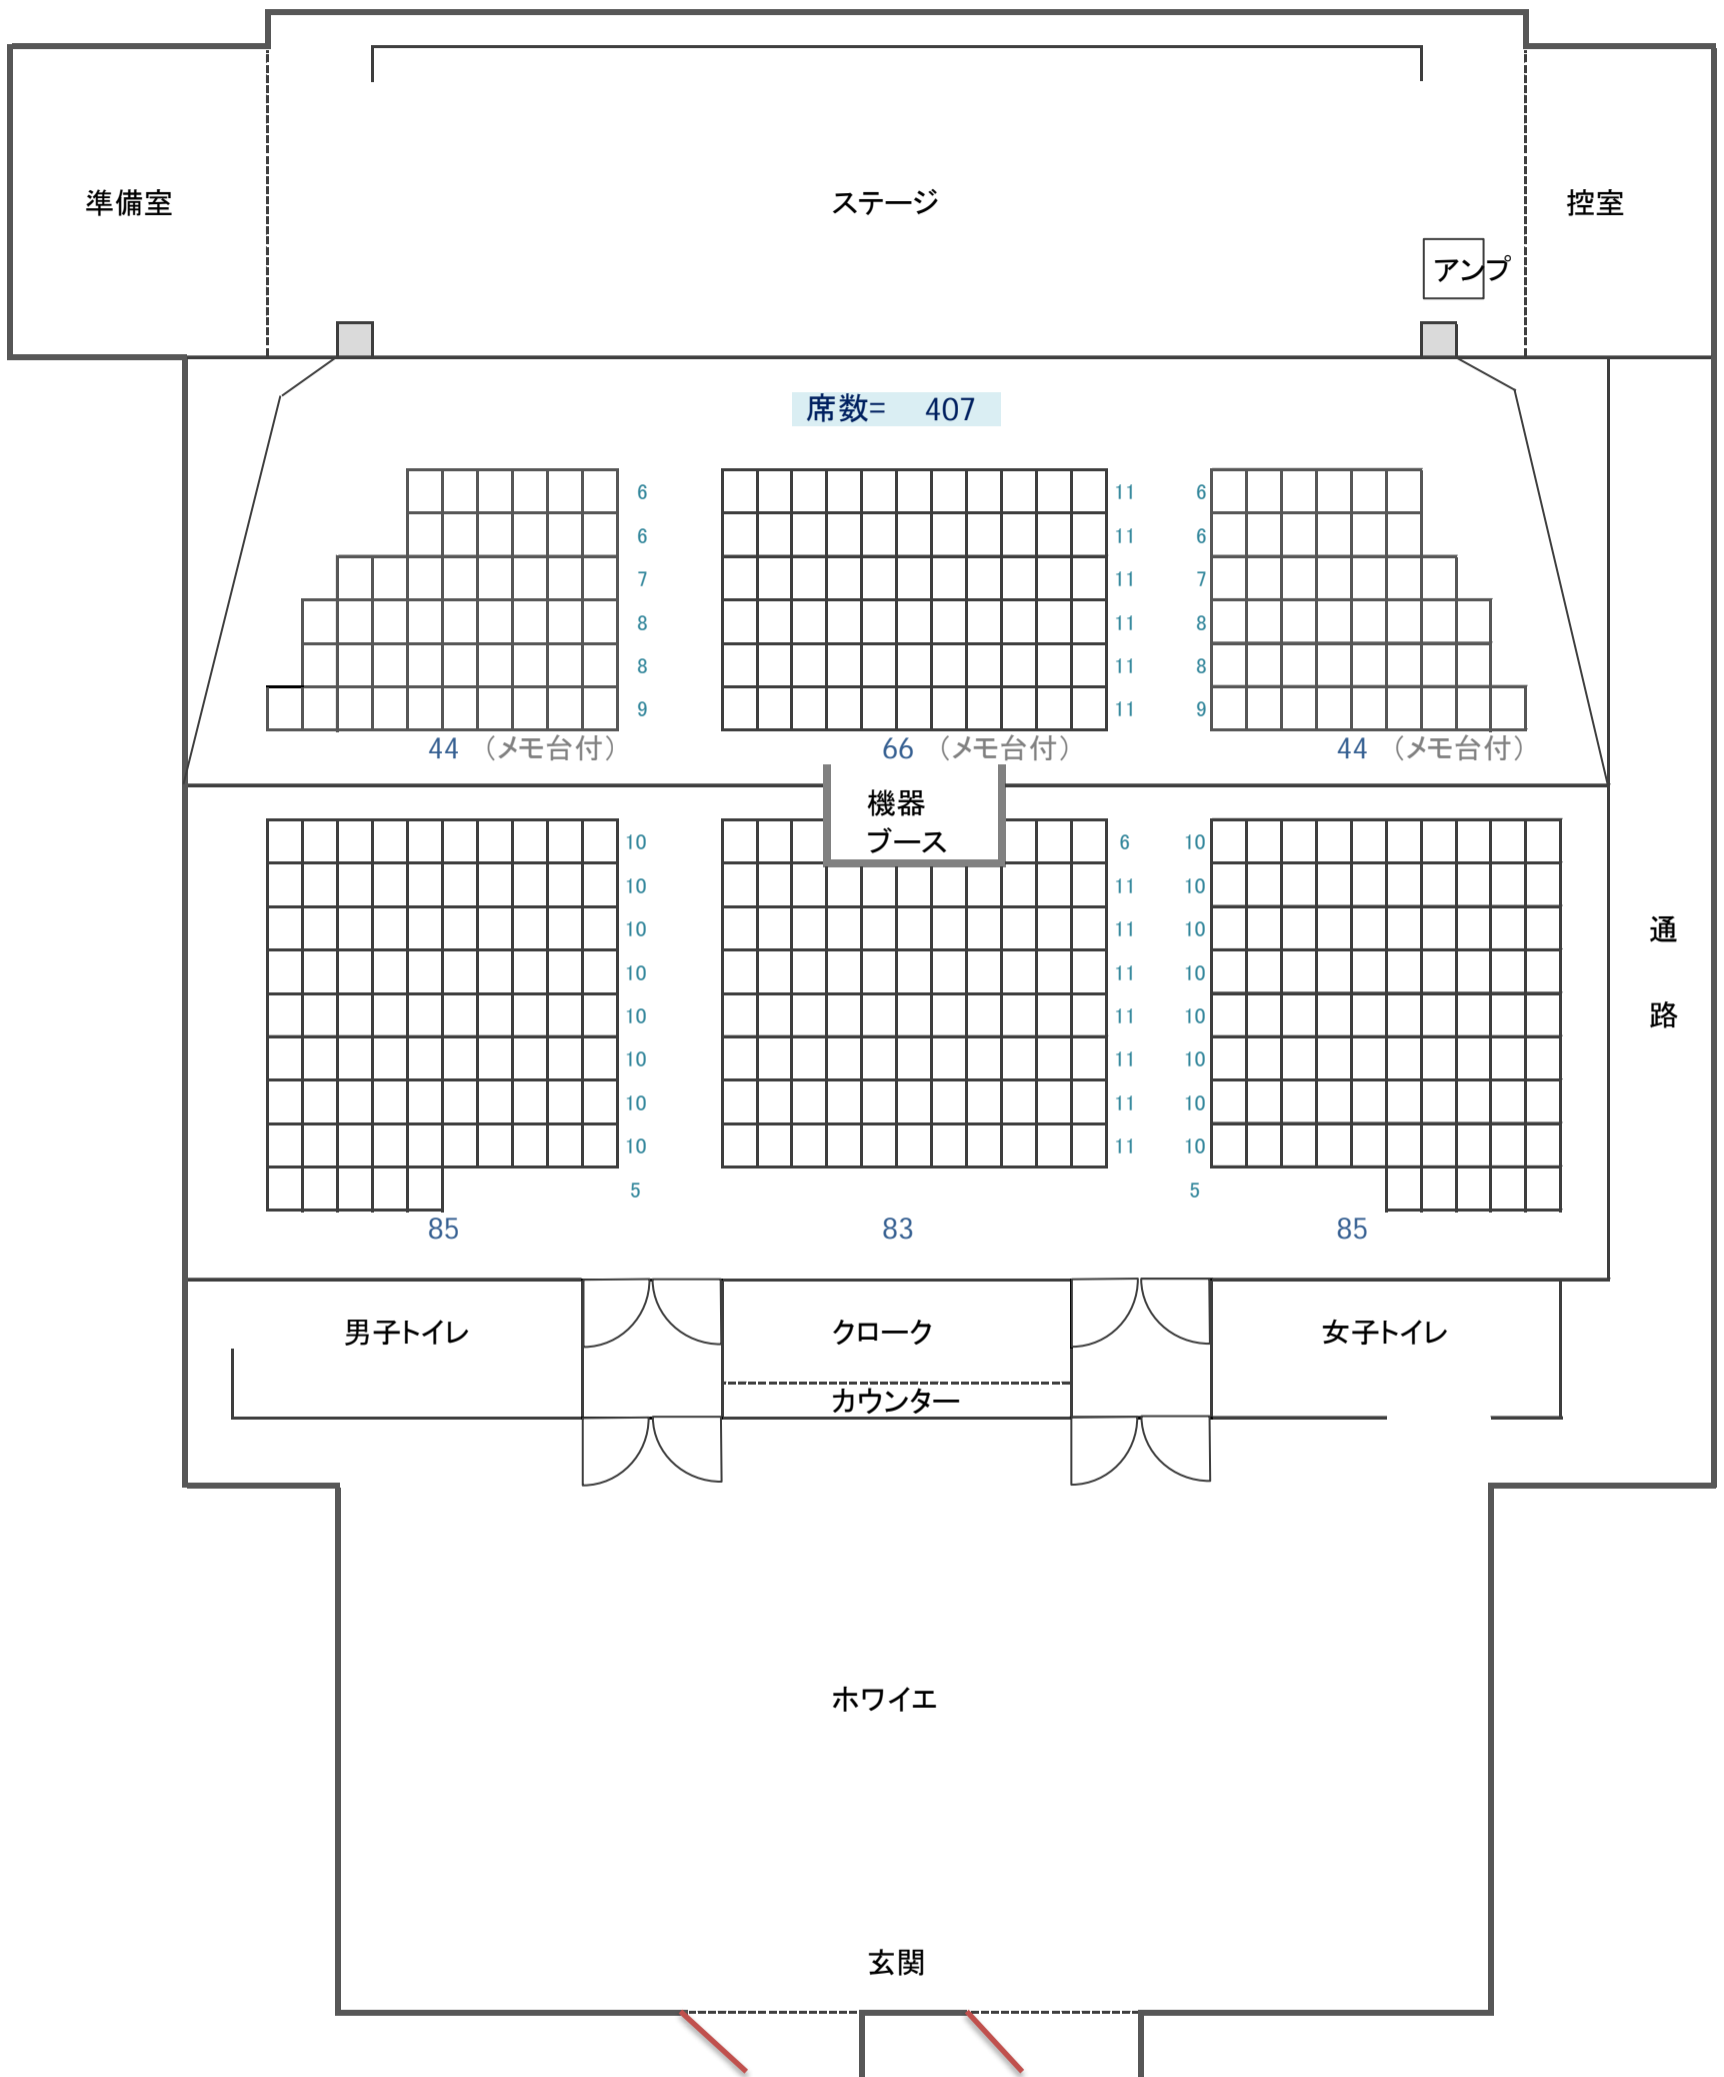 準備室
ステージ
控室
アンプ
席数= 407
6 11 6
6 11 6
7 11 7
8 11 8
8 11 8
9 11 9
44 （メモ台付） 66 （メモ台付） 44 （メモ台付）
機器
ブース
10 6 10
10 11 10
10 11 10
10 11 10
10 11 10
10 11 10
10 11 10
10 11 10
5 5
85 83 85
通
路
男子トイレ クローク 女子トイレ
カウンター
ホワイエ
玄関